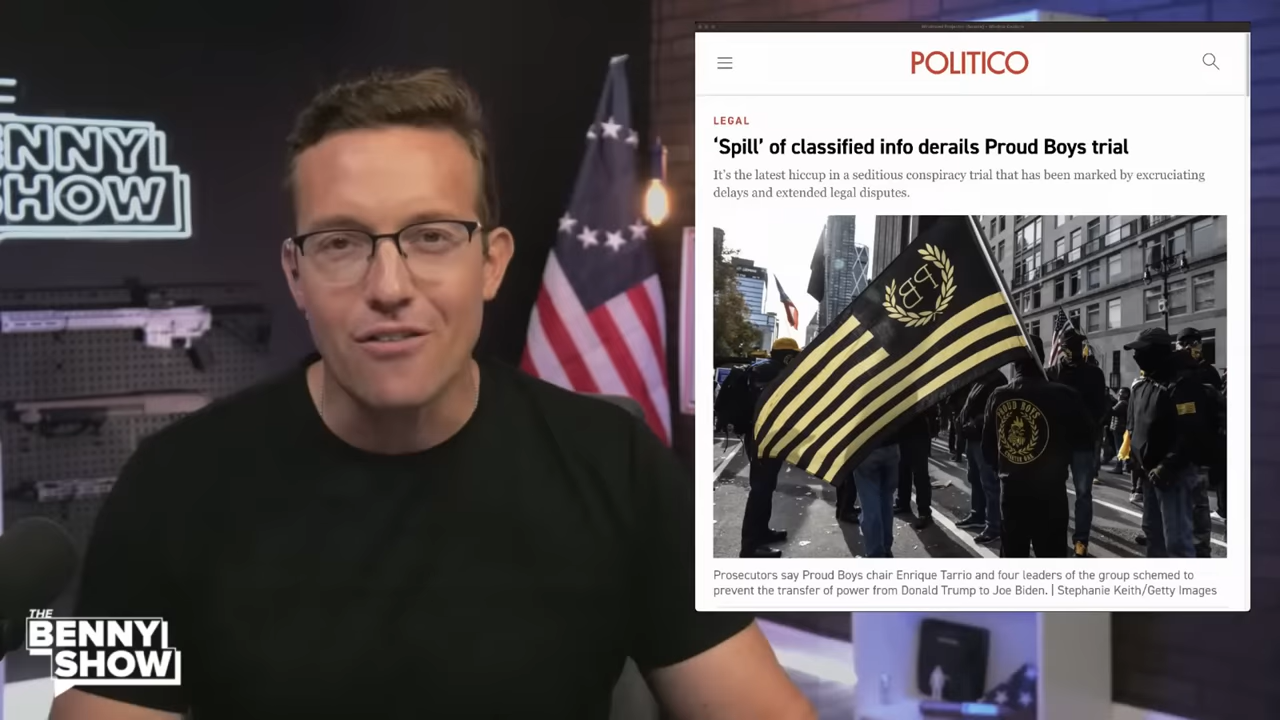 ENNY
SHOW
THE
BENNY
SHOW
POLITICO
LEGAL
‘Spill’ of classified info derails Proud Boys trial
It’s the latest hiccup in a seditious conspiracy trial that has been marked by excruciating
delays and extended legal disputes.
PB
PROUD BOYS
Prosecutors say Proud Boys chair Enrique Tarrio and four leaders of the group schemed to
prevent the transfer of power from Donald Trump to Joe Biden. | Stephanie Keith/Getty Images